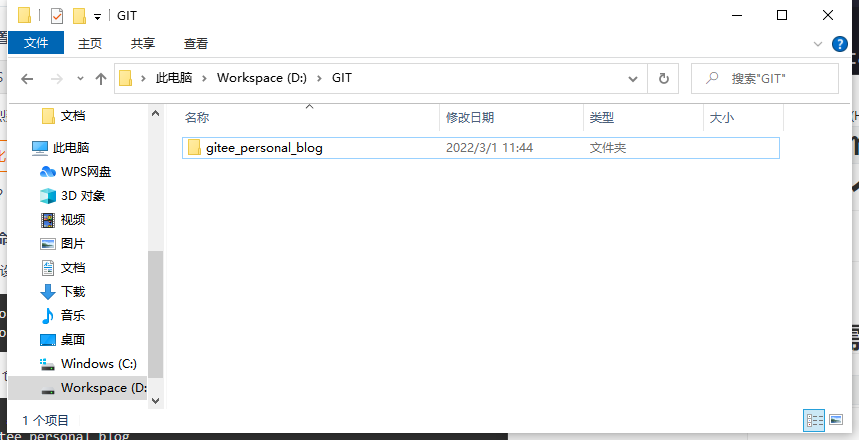 GIT
文件 主页 共享 查看
此电脑 Workspace (D:) GIT
搜索"GIT"
名称 修改日期 类型 大小
gitee_personal_blog 2022/3/1 11:44 文件夹
文档
此电脑
WPS网盘
3D 对象
视频
图片
文档
下载
音乐
桌面
Windows (C:)
Workspace (D:
1 个项目
tee_personal_blog